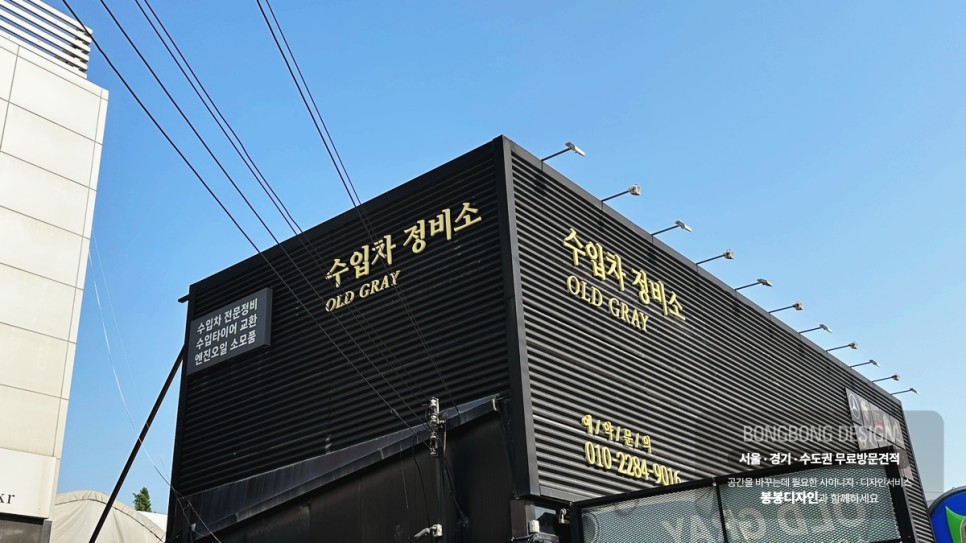 수입차 정비소
OLD GRAY
수입차 전문정비
수입타이어 교환
엔진오일 소모품
수입차 정비소
OLD GRAY
예/약/문/의
010-2284-9016
OLD GRAY
BONGBONG DESIGN
서울·경기·수도권 무료방문견적
공간을 바꾸는데 필요한 사이니지·디자인서비스
봉봉디자인과 함께하세요